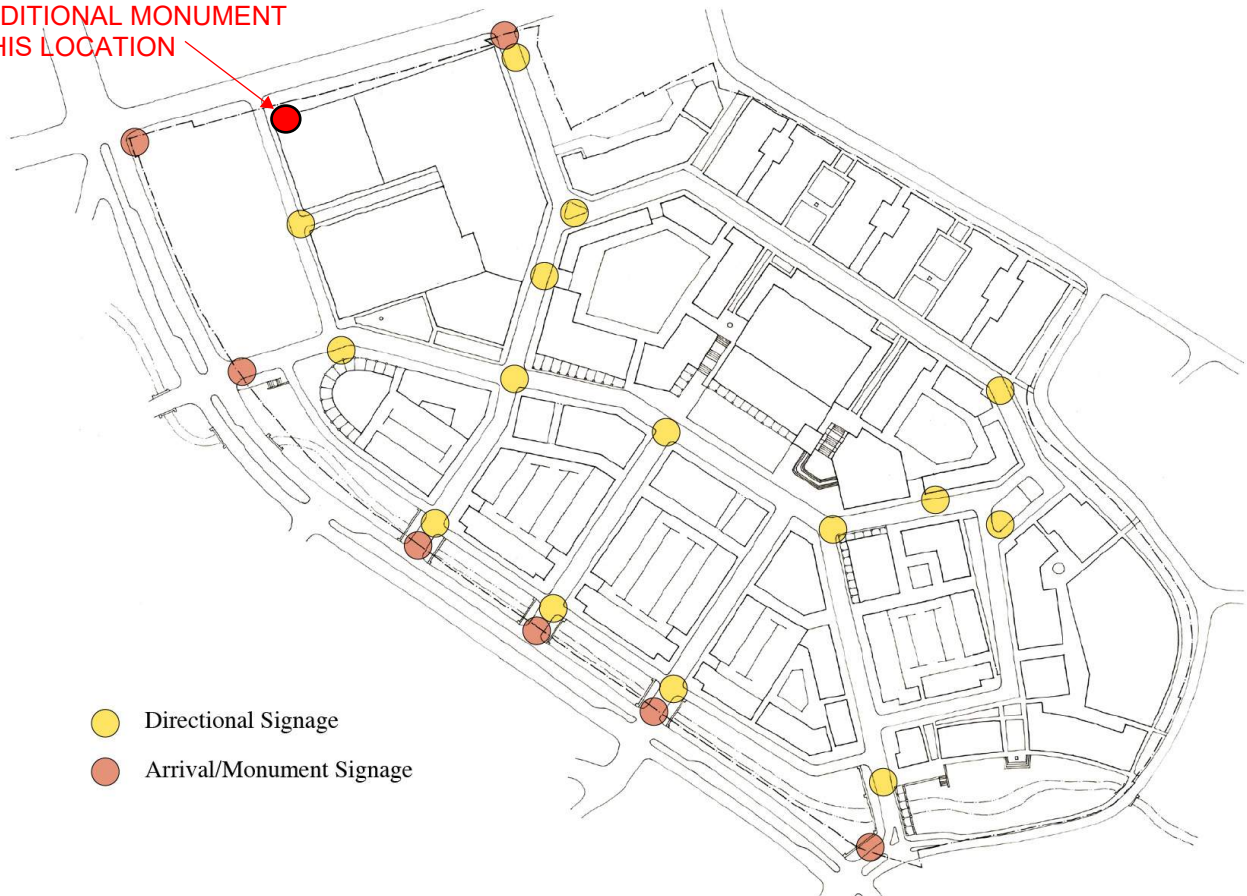 DITIONAL MONUMENT
HIS LOCATION
Directional Signage
Arrival/Monument Signage